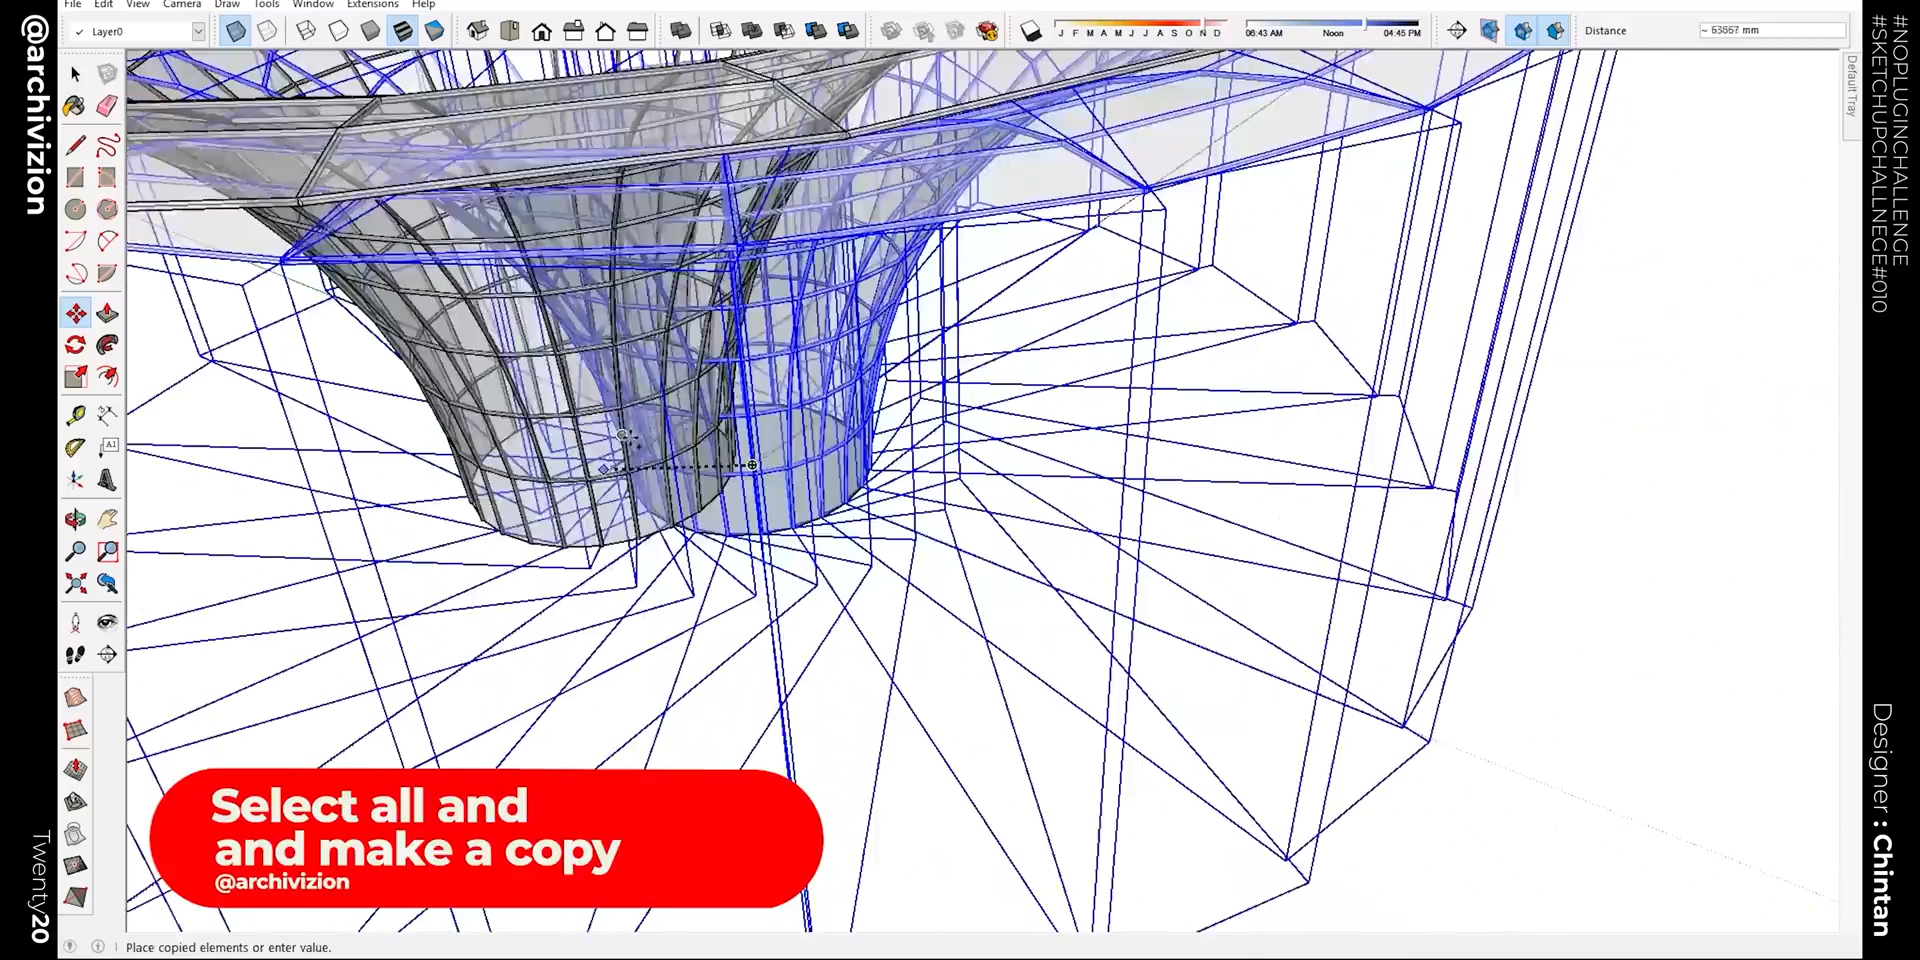 File Edit View Camera Draw Tools Window Extensions Help
Layer0
J F M A M J J A S O N D
06:43 AM Noon 04:45 PM
Distance
~ 63867 mm
Default Tray
@archivizion
Twenty20
#NOPLUGINCHALLENGE
#SKETCHUPCHALLNEGE#010
Designer : Chintan
A1
Select all and
and make a copy
@archivizion
Place copied elements or enter value.